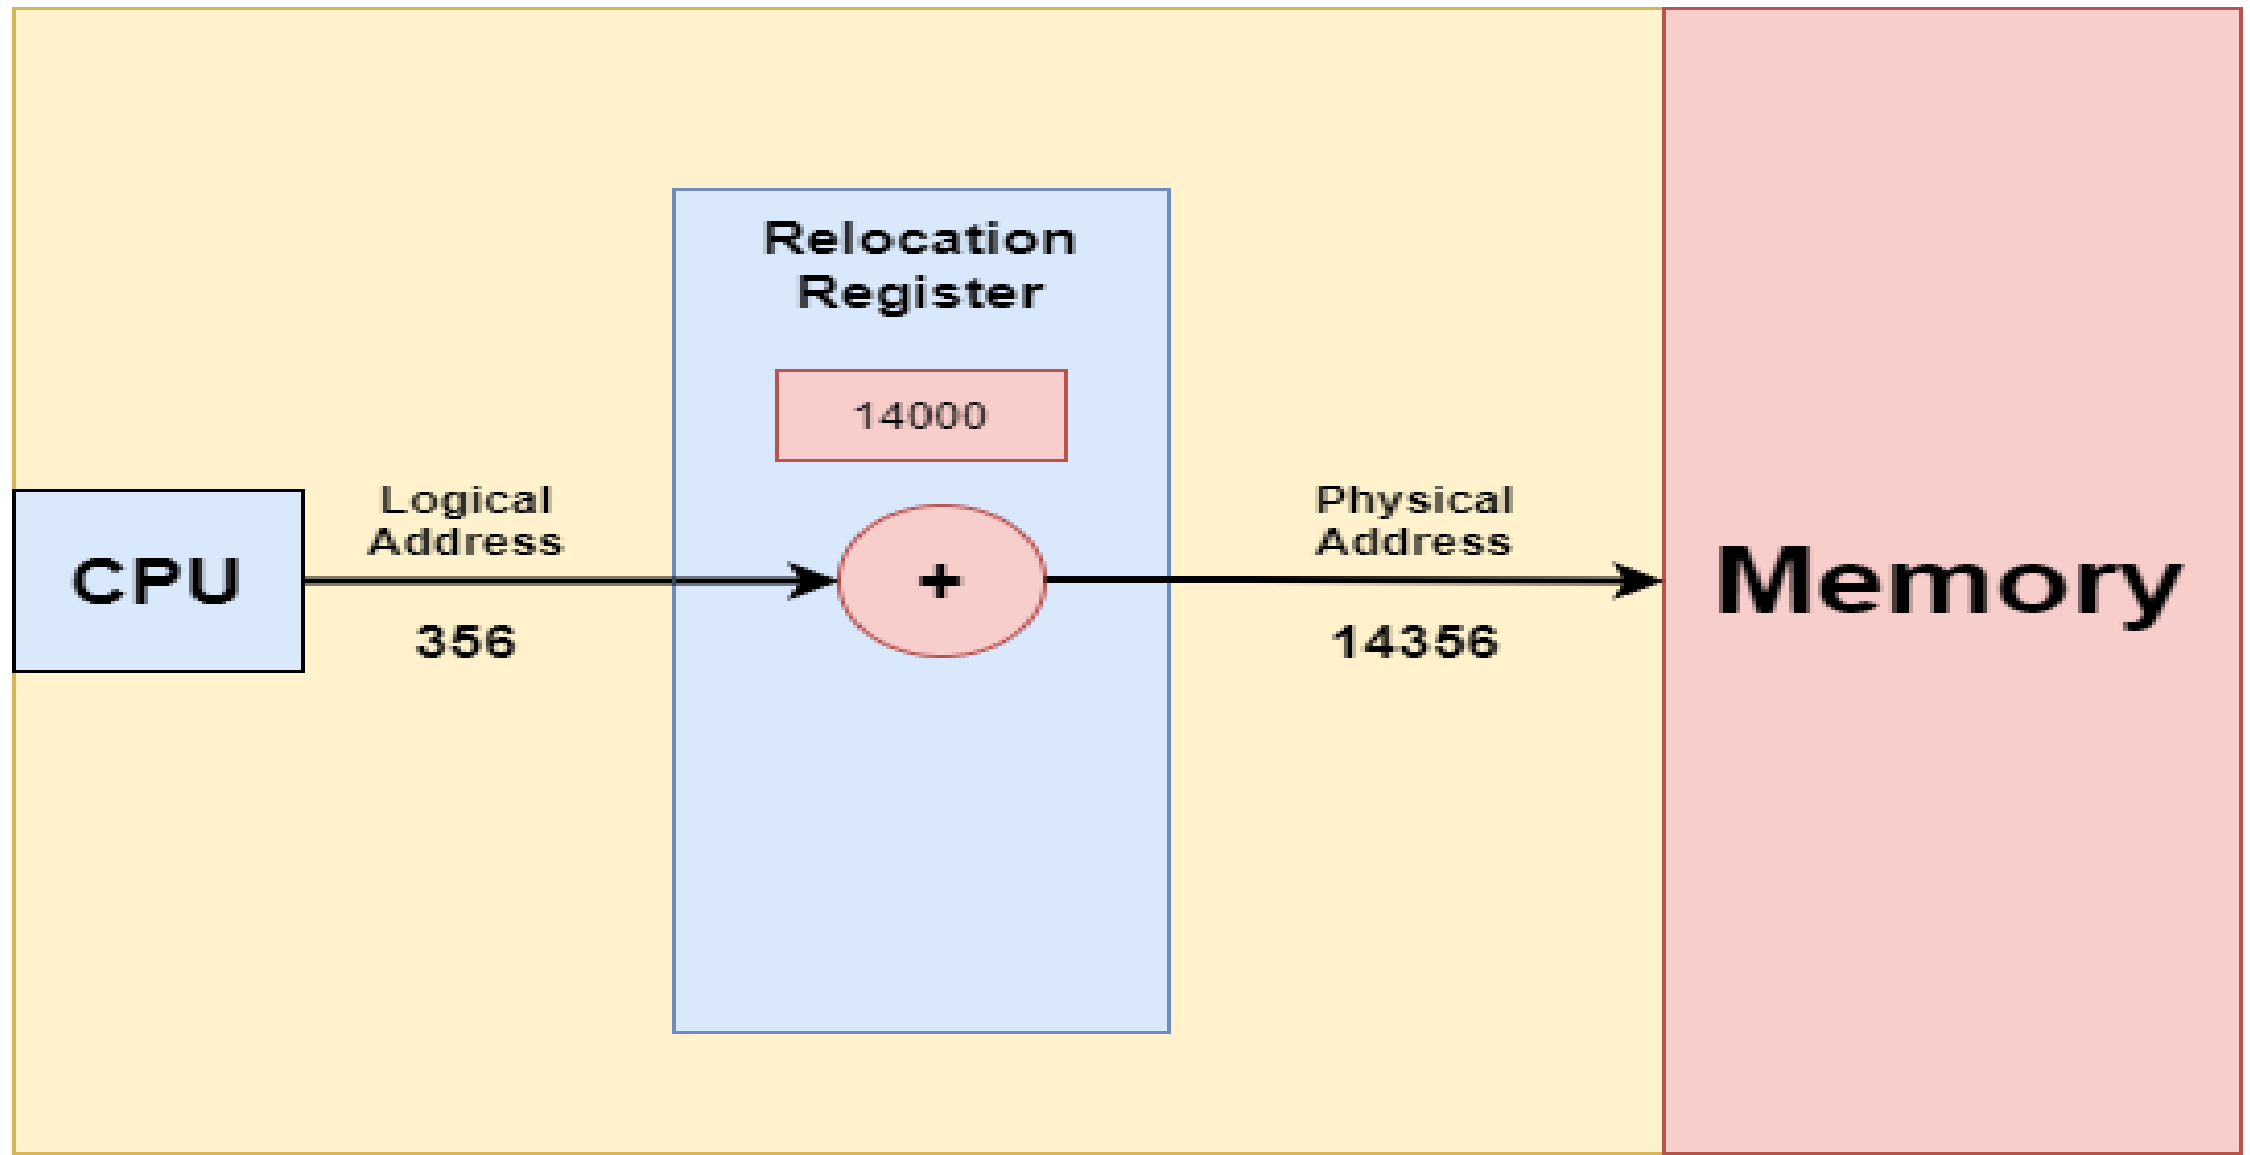 Relocation
Register
14000
CPU
Logical
Address
356
+
Physical
Address
14356
Memory